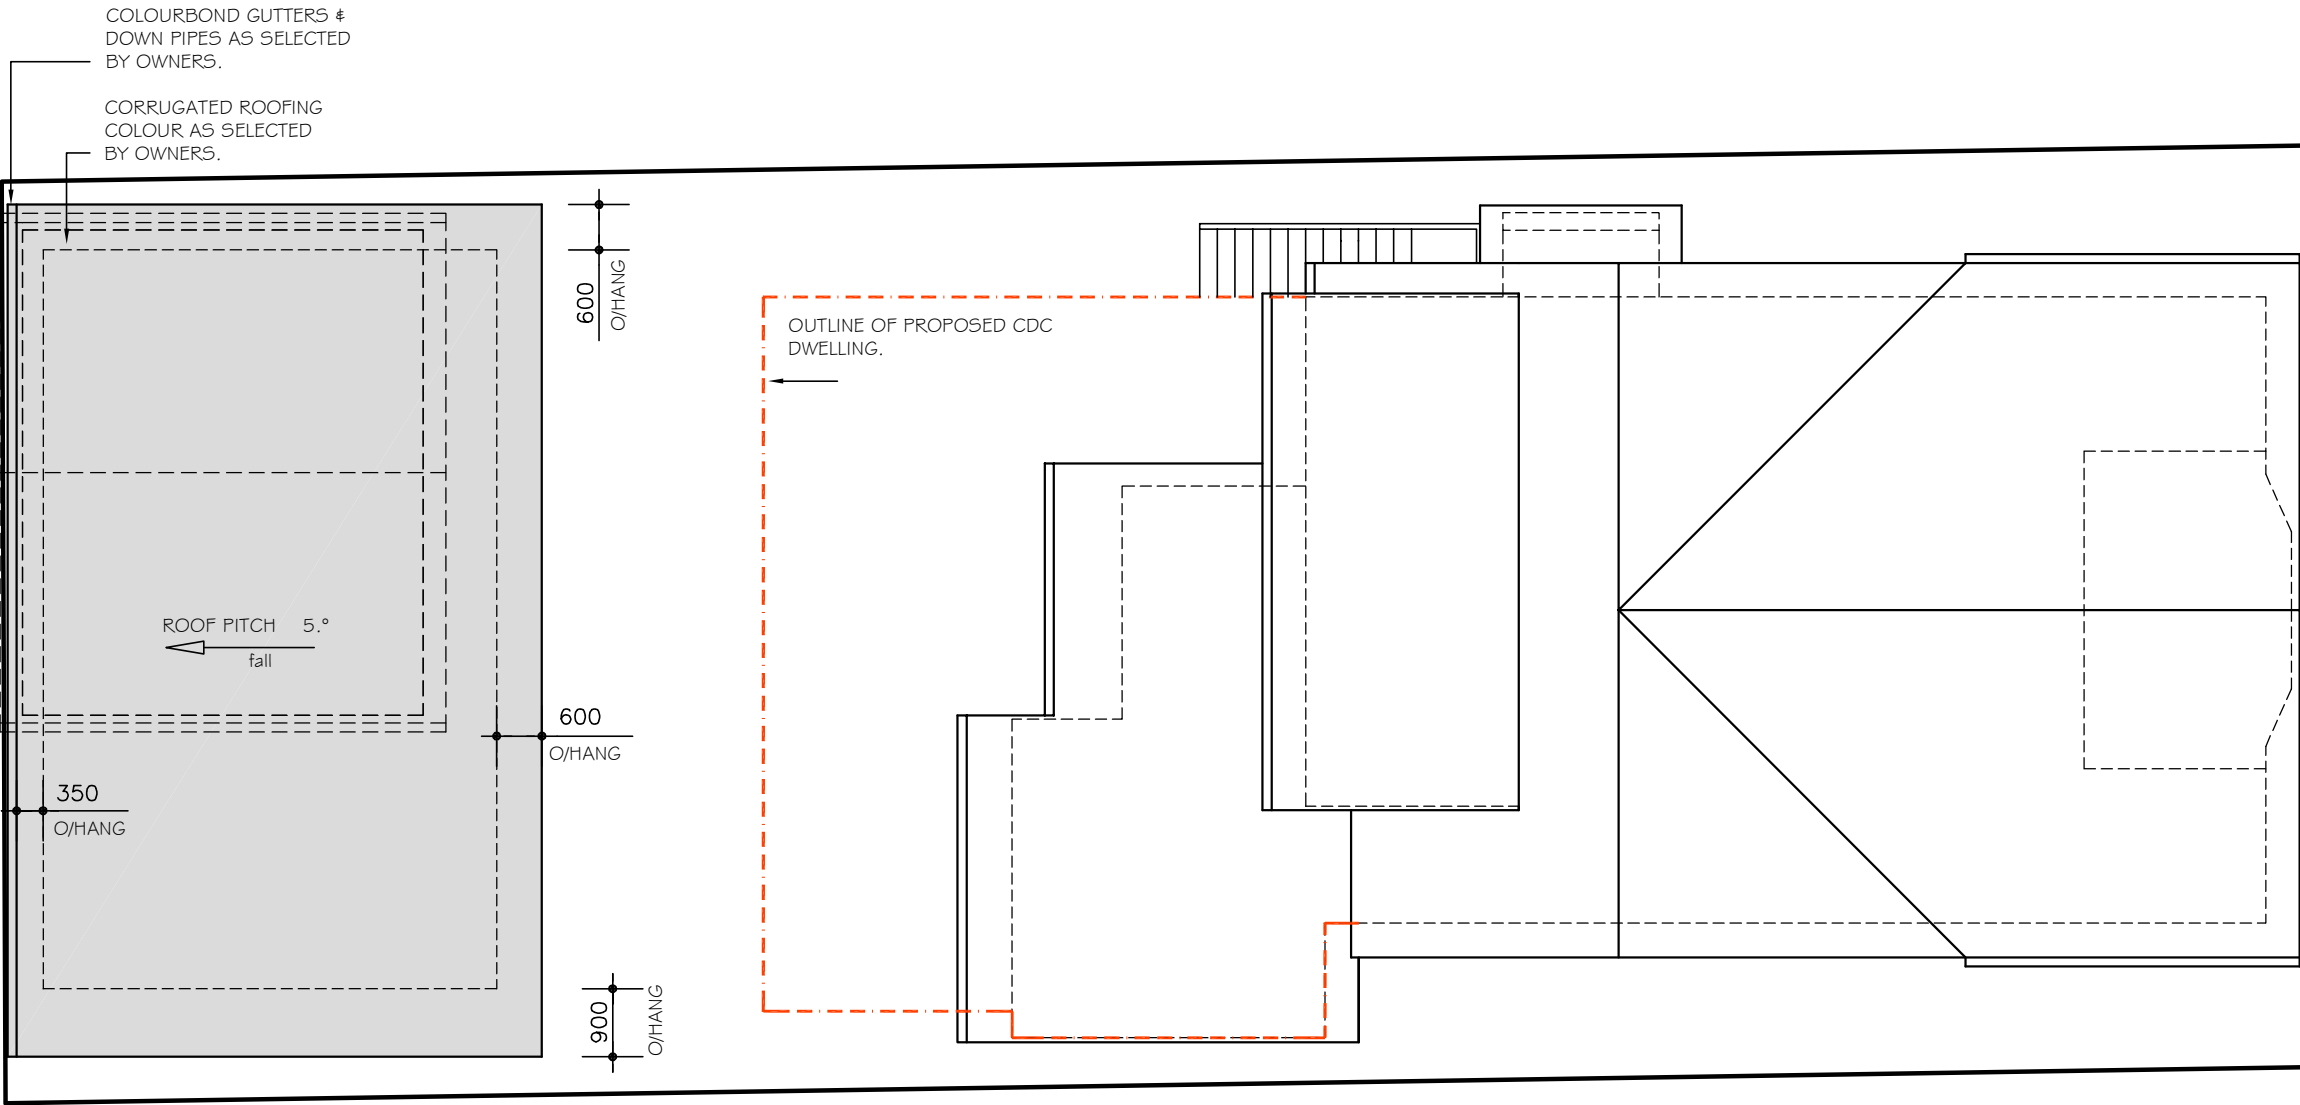 COLOURBOND GUTTERS &
DOWN PIPES AS SELECTED
BY OWNERS.
CORRUGATED ROOFING
COLOUR AS SELECTED
BY OWNERS.
600
O/HANG
OUTLINE OF PROPOSED CDC
DWELLING.
ROOF PITCH 5.°
fall
600
O/HANG
350
O/HANG
900
O/HANG